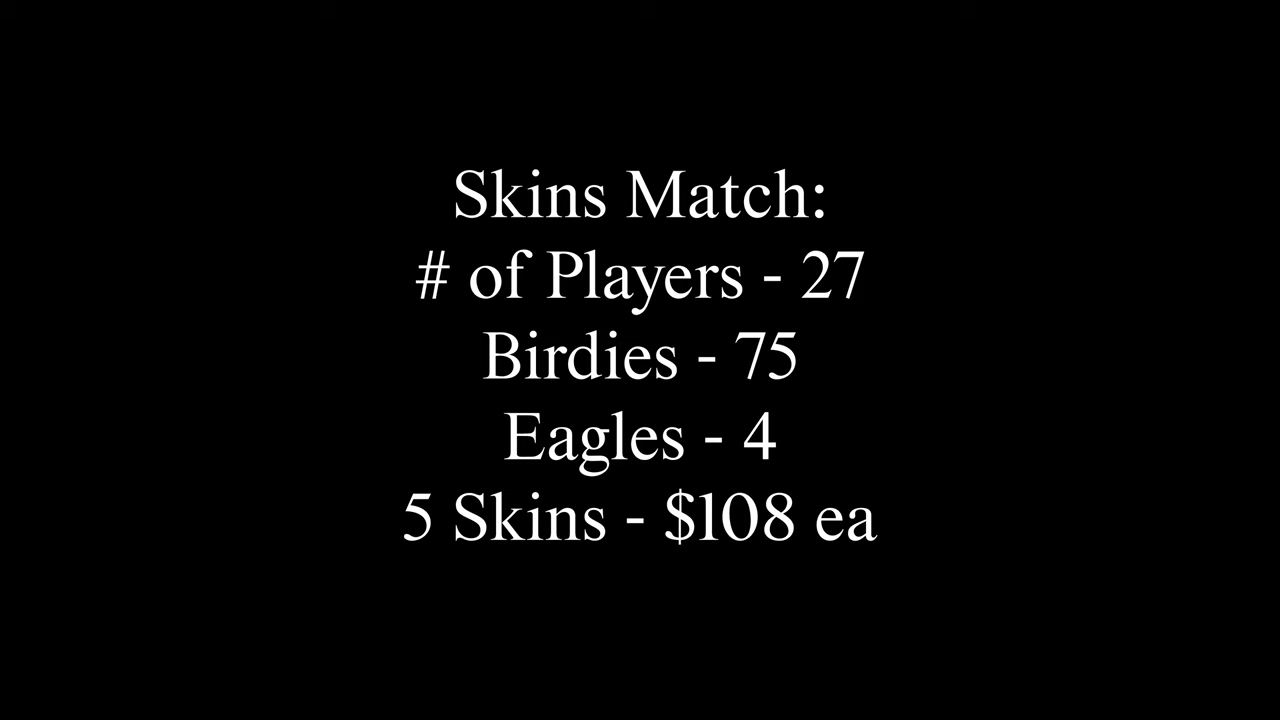 Skins Match:
# of Players - 27
Birdies - 75
Eagles - 4
5 Skins - $108 ea